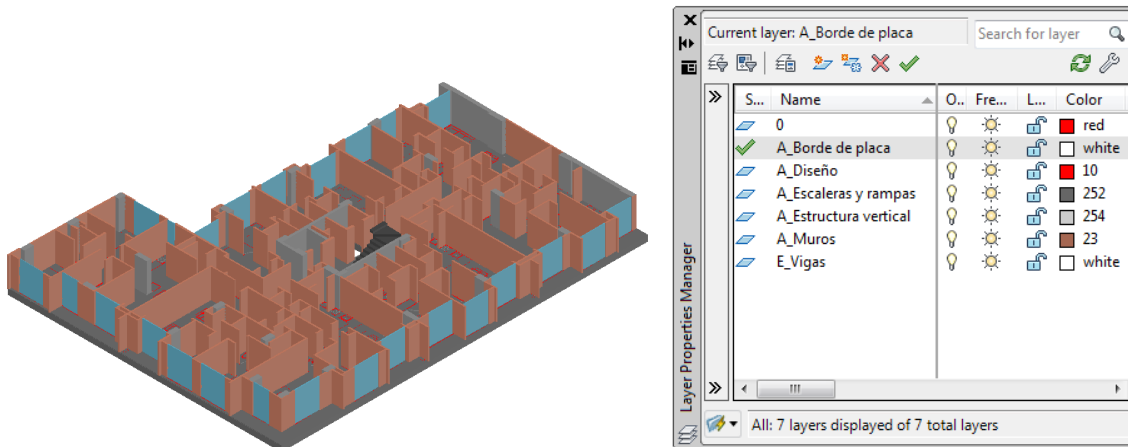 Current layer: A_Borde de placa
Search for layer
S... Name O.. Fre... L... Color
0 red
A_Borde de placa white
A_Diseño 10
A_Escaleras y rampas 252
A_Estructura vertical 254
A_Muros 23
E_Vigas white
Layer Properties Manager
All: 7 layers displayed of 7 total layers